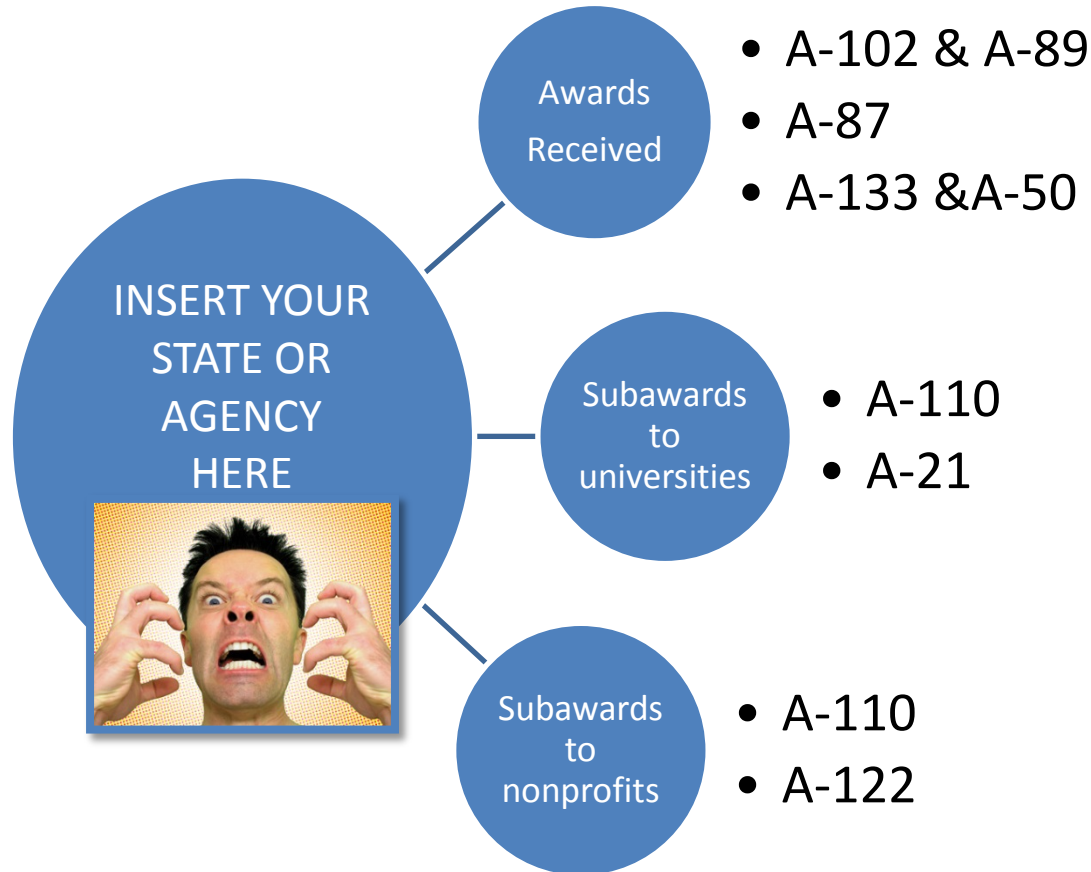 INSERT YOUR
STATE OR
AGENCY
HERE
Awards
Received
• A-102 & A-89
• A-87
• A-133 &A-50
Subawards
to
universities
• A-110
• A-21
Subawards
to
nonprofits
• A-110
• A-122